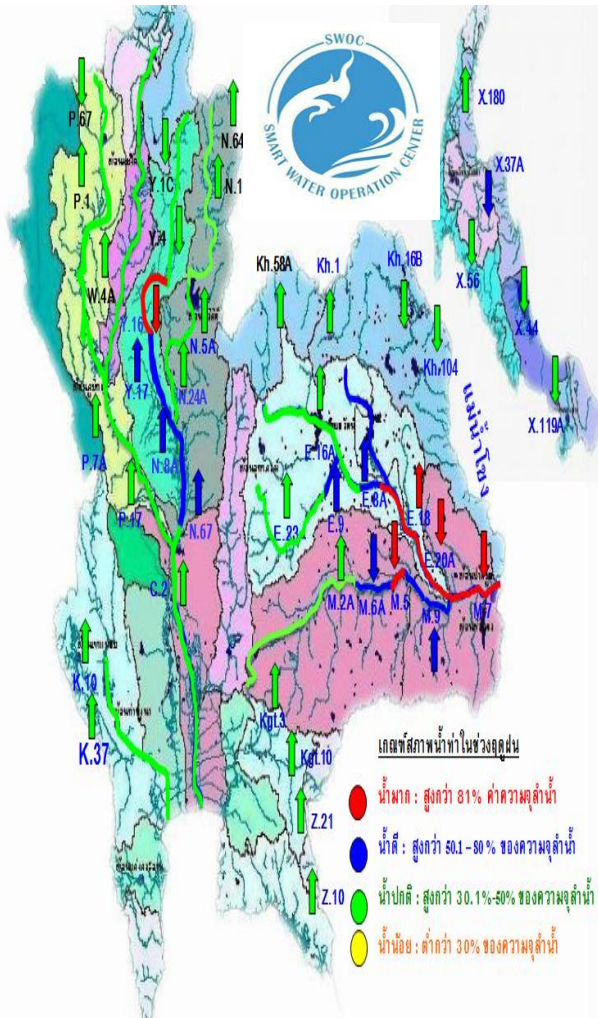 SWOC
SMART WATER OPERATION CENTER
P.67
N.64
X.180
P.1
Y.1C
N.1
X.37A
Y.4
W.4A
Kh.58A
Kh.1
Kh.16B
X.56
X.44
Y.16
N.5A
Kh.104
แม่น้ำโขง
Y.17
N.24A
X.119A
P.7A
N.8A
E.16A
P.17
N.67
E.23
E.9
E.8A
E.18
E.20A
C.2
M.2A
M.6A
M.5
M.9
M.7
K.10
Kgt.3
K.37
Kgt.10
Z.21
Z.10
เกณฑ์สภาพน้ำท่าในช่วงฤดูฝน
น้ำมาก : สูงกว่า 81% ค่าความจุลำน้ำ
น้ำดี : สูงกว่า 50.1 - 80 % ของความจุลำน้ำ
น้ำปกติ : สูงกว่า 30.1%-50% ของความจุลำน้ำ
น้ำน้อย : ต่ำกว่า 30% ของความจุลำน้ำ